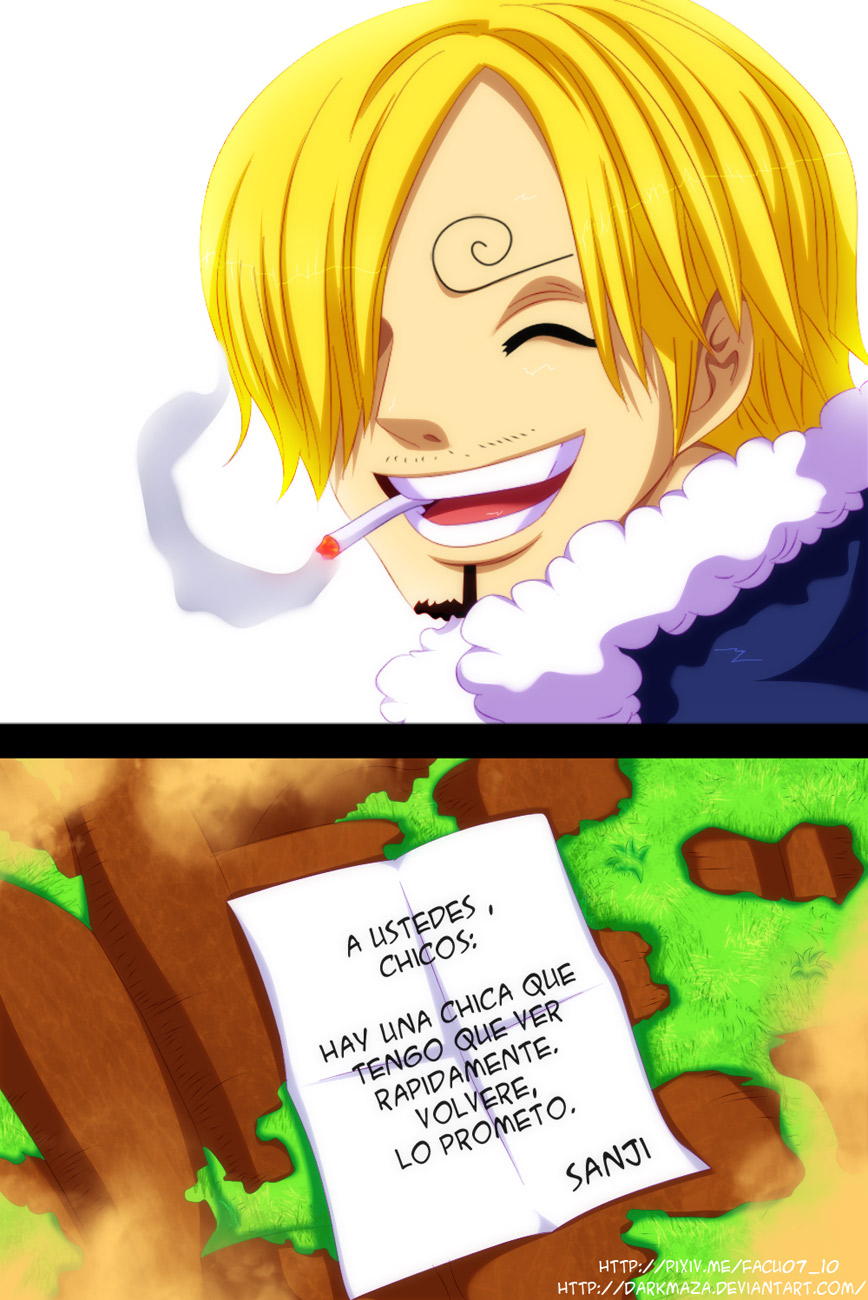 A USTEDES ,
CHICOS:
HAY UNA CHICA QUE
TENGO QUE VER
RAPIDAMENTE.
VOLVERE,
LO PROMETO.
SANJI
HTTP://PIXIV.ME/FACU07_10
HTTP://DARKMAZA.DEVIANTART.COM/